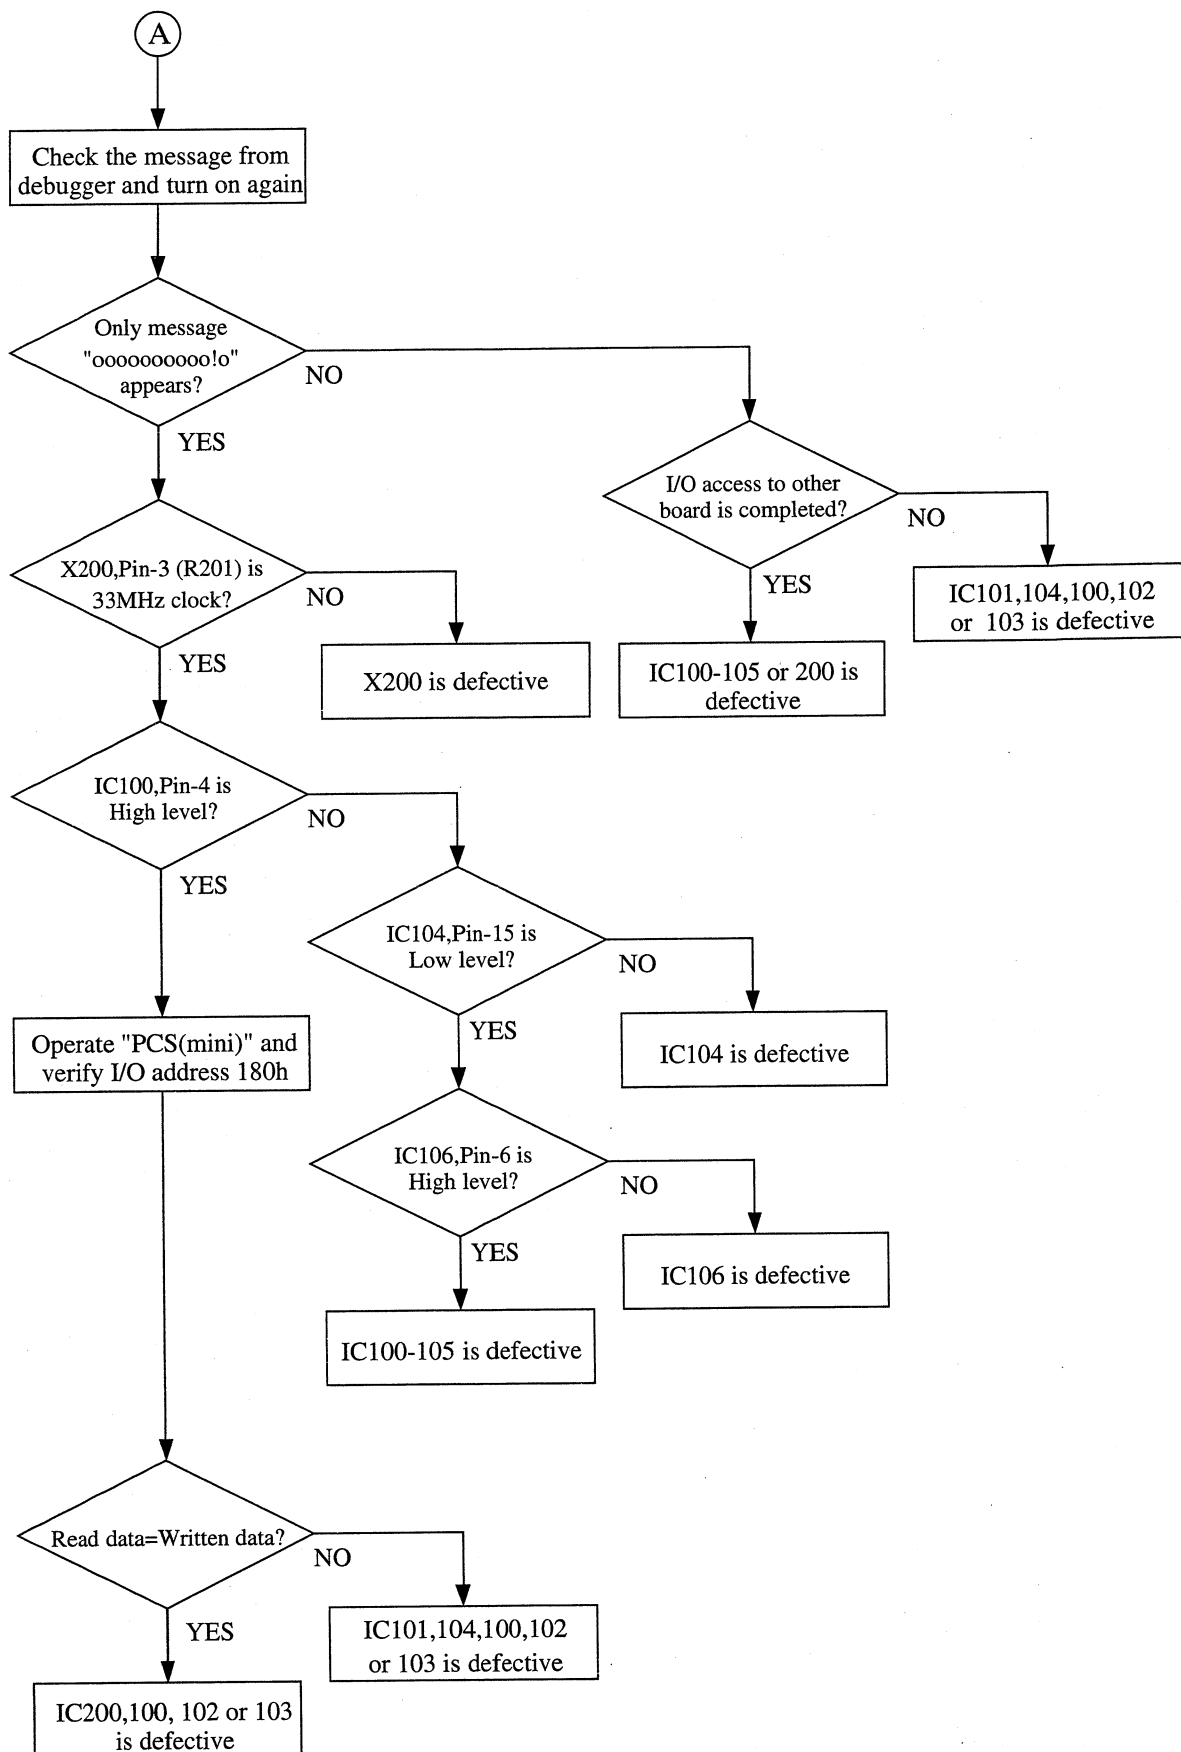 A
Check the message from
debugger and turn on again
Only message
"oooooooooo!o"
appears?
NO
YES
I/O access to other
board is completed?
NO
YES
IC101,104,100,102
or 103 is defective
IC100-105 or 200 is
defective
X200,Pin-3 (R201) is
33MHz clock?
NO
YES
X200 is defective
IC100,Pin-4 is
High level?
NO
YES
IC104,Pin-15 is
Low level?
NO
YES
IC104 is defective
Operate "PCS(mini)" and
verify I/O address 180h
IC106,Pin-6 is
High level?
NO
YES
IC106 is defective
IC100-105 is defective
Read data=Written data?
NO
YES
IC101,104,100,102
or 103 is defective
IC200,100, 102 or 103
is defective